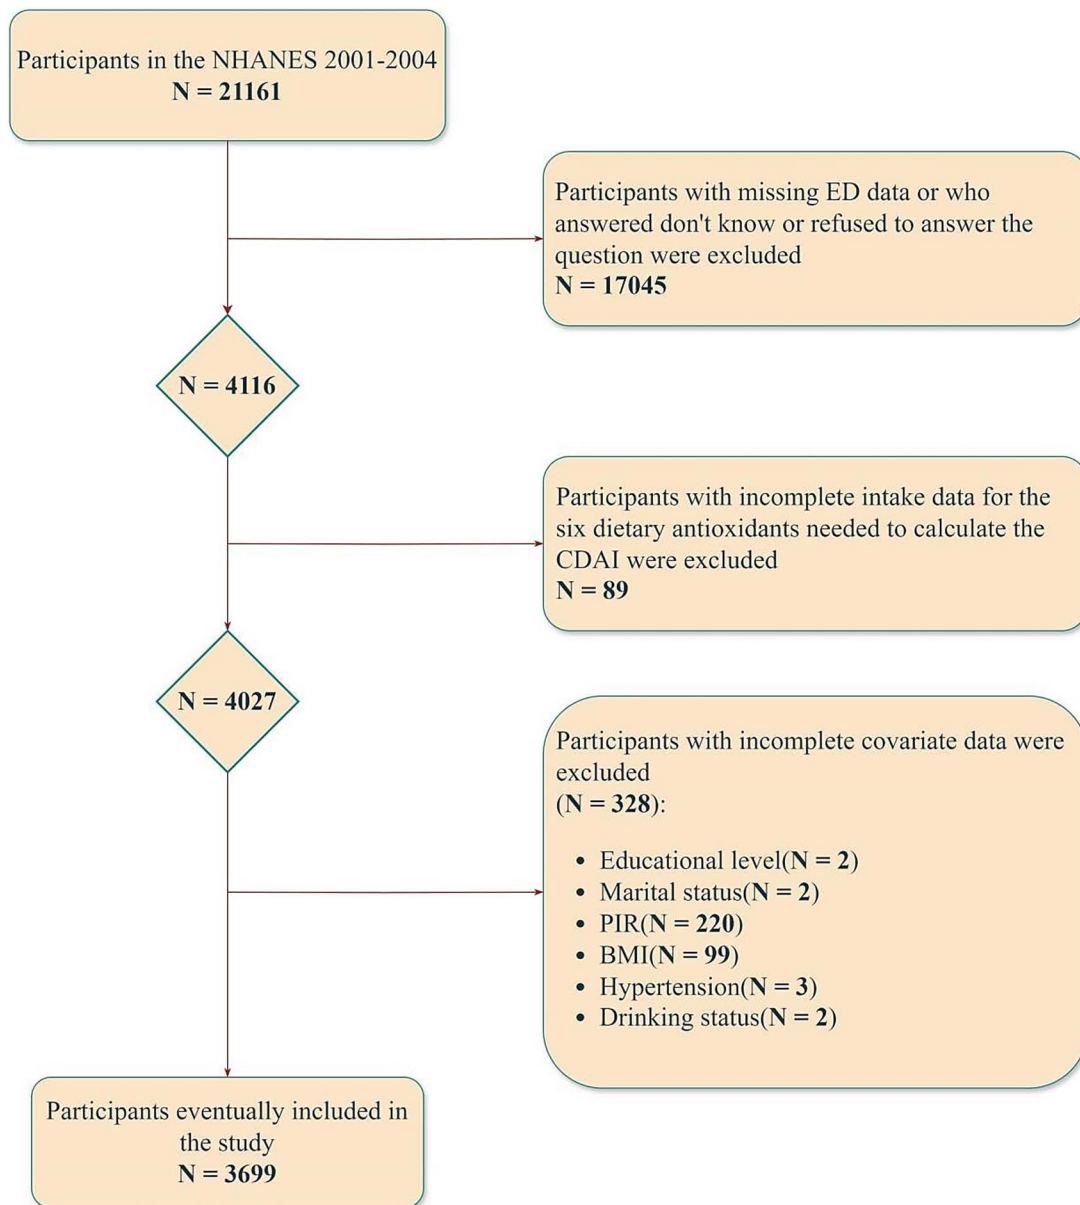 Participants in the NHANES 2001-2004
N = 21161
Participants with missing ED data or who
answered don't know or refused to answer the
question were excluded
N = 17045
N = 4116
Participants with incomplete intake data for the
six dietary antioxidants needed to calculate the
CDAI were excluded
N = 89
N = 4027
Participants with incomplete covariate data were
excluded
(N = 328):
• Educational level(N = 2)
• Marital status(N = 2)
• PIR(N = 220)
• BMI(N = 99)
• Hypertension(N = 3)
• Drinking status(N = 2)
Participants eventually included in
the study
N = 3699